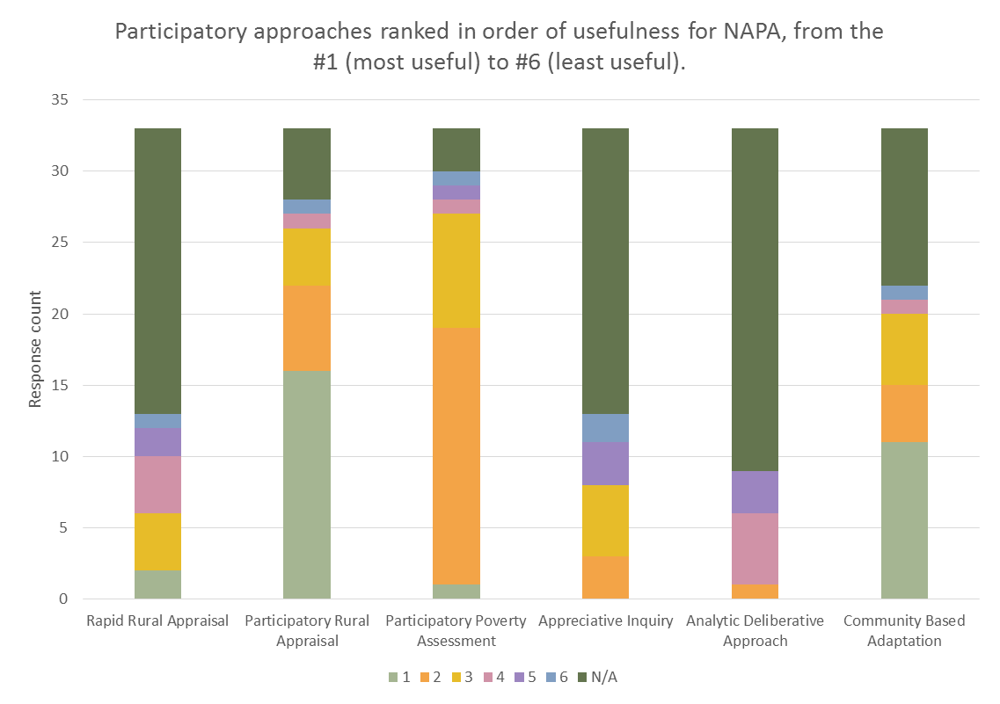 Participatory approaches ranked in order of usefulness for NAPA, from the
#1 (most useful) to #6 (least useful).
35
30
25
20
15
10
5
0
Response count
Rapid Rural Appraisal
Participatory Rural
Appraisal
Participatory Poverty
Assessment
Appreciative Inquiry
Analytic Deliberative
Approach
Community Based
Adaptation
1 2 3 4 5 6 N/A